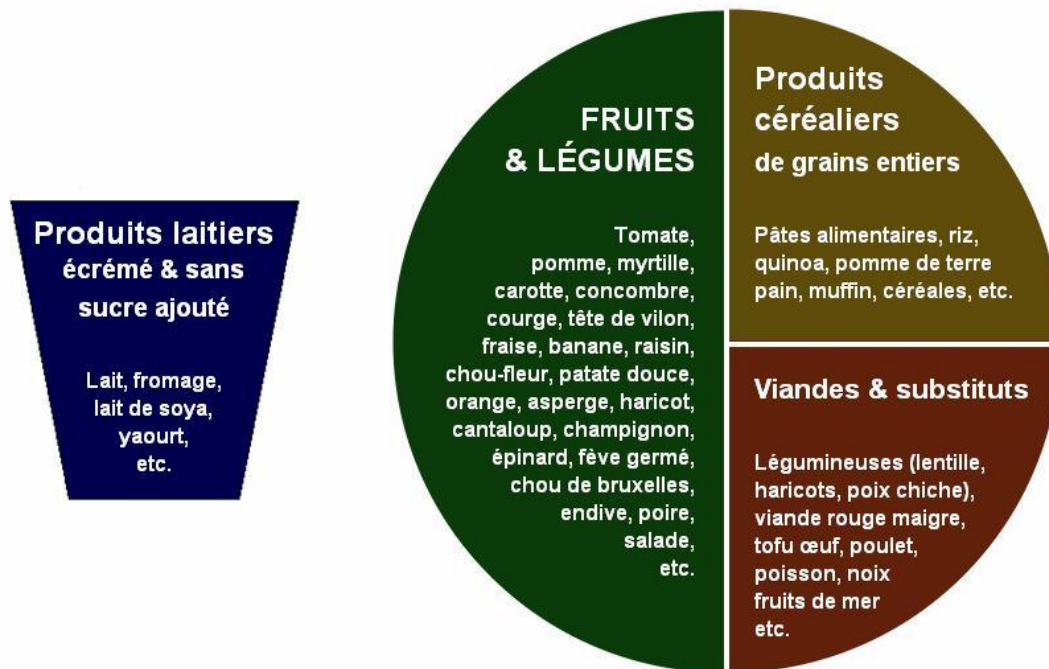 Produits laitiers
écrémé & sans
sucre ajouté
Lait, fromage,
lait de soya,
yaourt,
etc.
FRUITS
& LÉGUMES
Tomate,
pomme, myrtille,
carotte, concombre,
courge, tête de vilon,
fraise, banane, raisin,
chou-fleur, patate douce,
orange, asperge, haricot,
cantaloup, champignon,
épinard, fève germé,
chou de bruxelles,
endive, poire,
salade,
etc.
Produits
céréaliers
de grains entiers
Pâtes alimentaires, riz,
quinoa, pomme de terre
pain, muffin, céréales, etc.
Viandes & substituts
Légumineuses (lentille,
haricots, poix chiche),
viande rouge maigre,
tofu œuf, poulet,
poisson, noix
fruits de mer
etc.